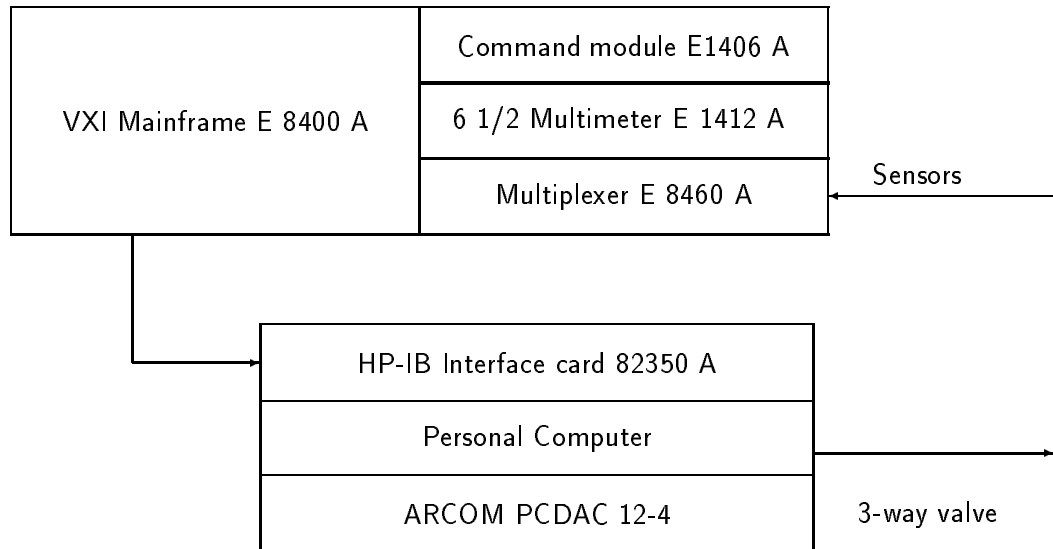 Command module E1406 A
VXI Mainframe E 8400 A
6 1/2 Multimeter E 1412 A
Sensors
Multiplexer E 8460 A
HP-IB Interface card 82350 A
Personal Computer
ARCOM PCDAC 12-4
3-way valve